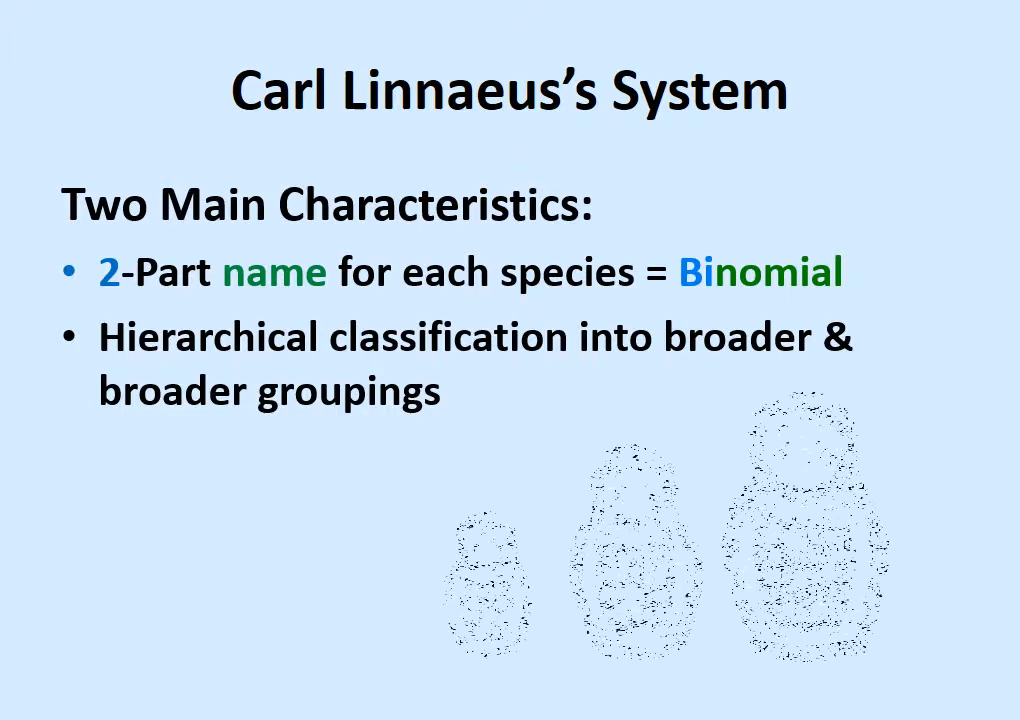 Carl Linnaeus’s System
Two Main Characteristics:
• 2-Part name for each species = Binomial
• Hierarchical classification into broader &
broader groupings